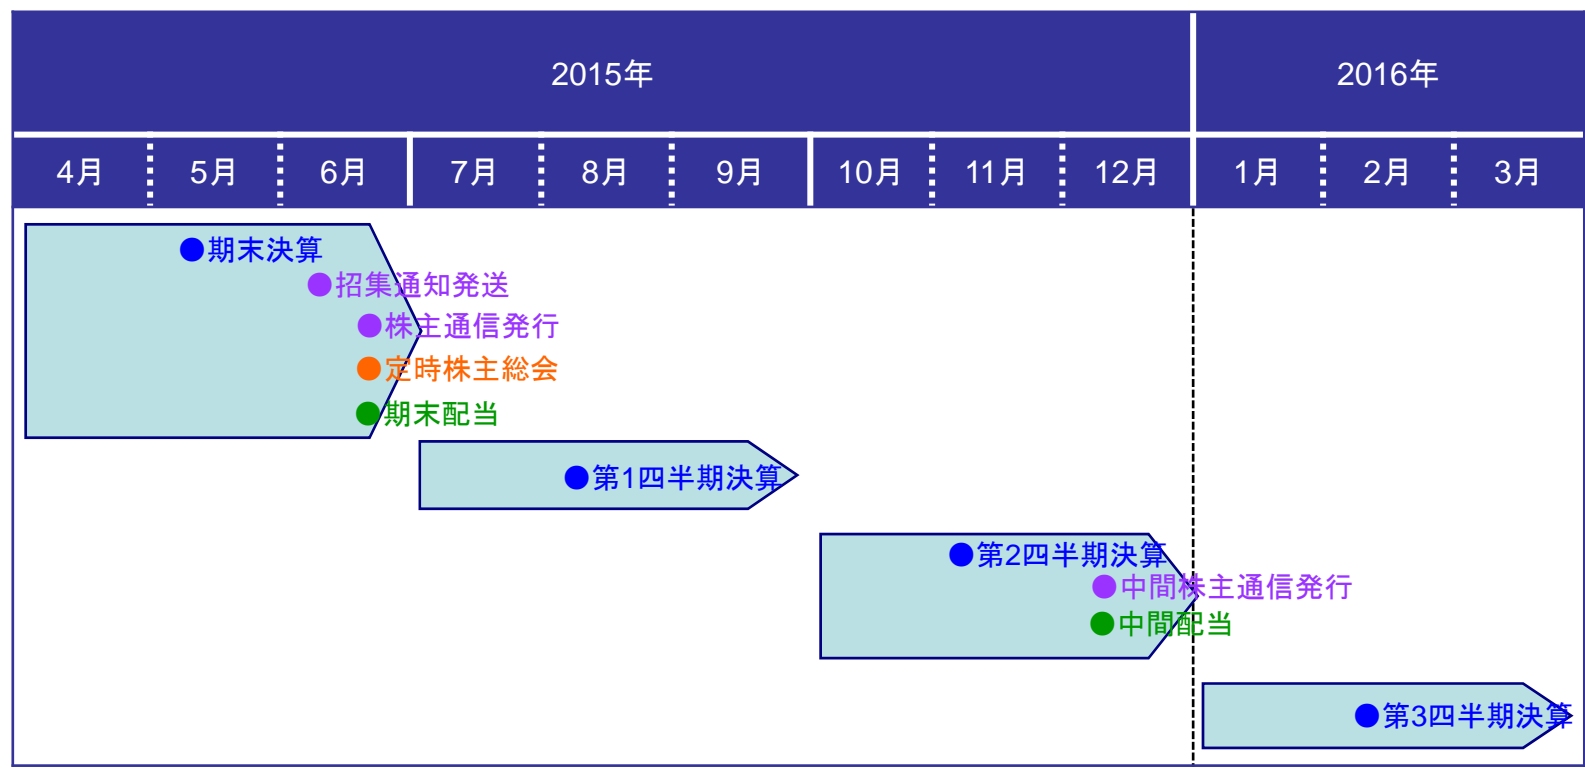 2015年 2016年
4月 5月 6月 7月 8月 9月 10月 11月 12月 1月 2月 3月
●期末決算
●招集通知発送
●株主通信発行
●定時株主総会
●期末配当
●第1四半期決算
●第2四半期決算
●中間株主通信発行
●中間配当
●第3四半期決算